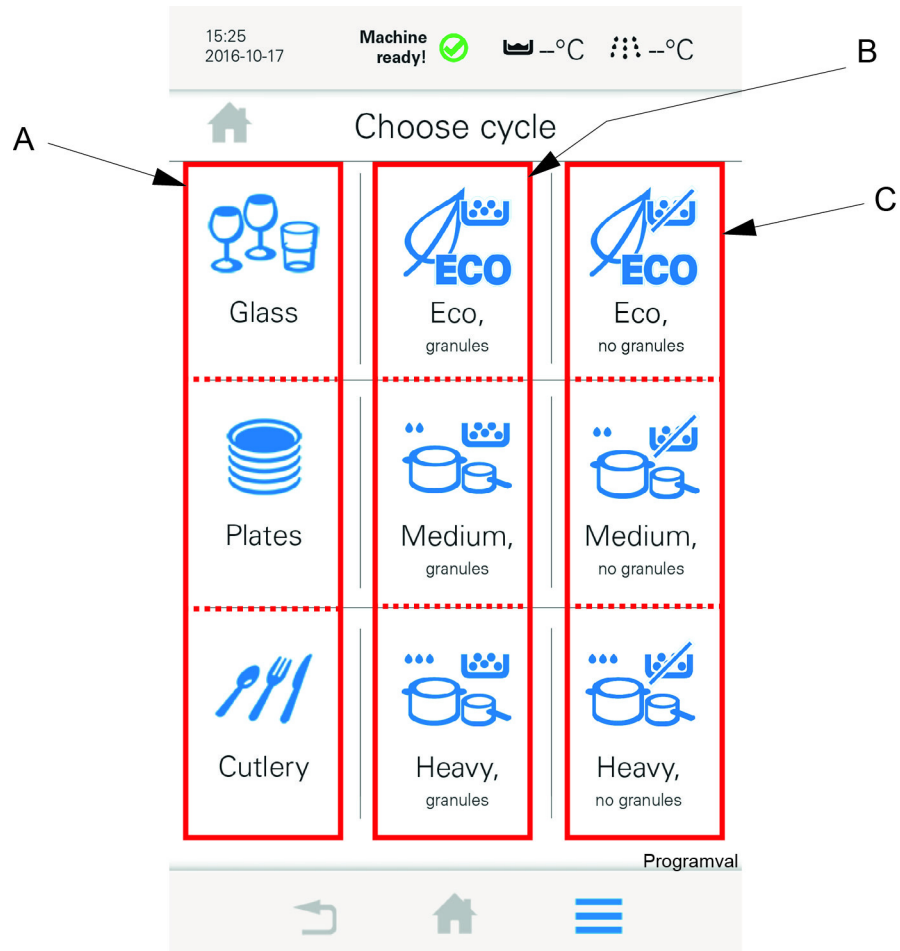 15:25
2016-10-17
Machine
ready!
--°C
--°C
B
A
Choose cycle
C
Glass
ECO
Eco,
granules
ECO
Eco,
no granules
Plates
Medium,
granules
Medium,
no granules
Cutlery
Heavy,
granules
Heavy,
no granules
Programval